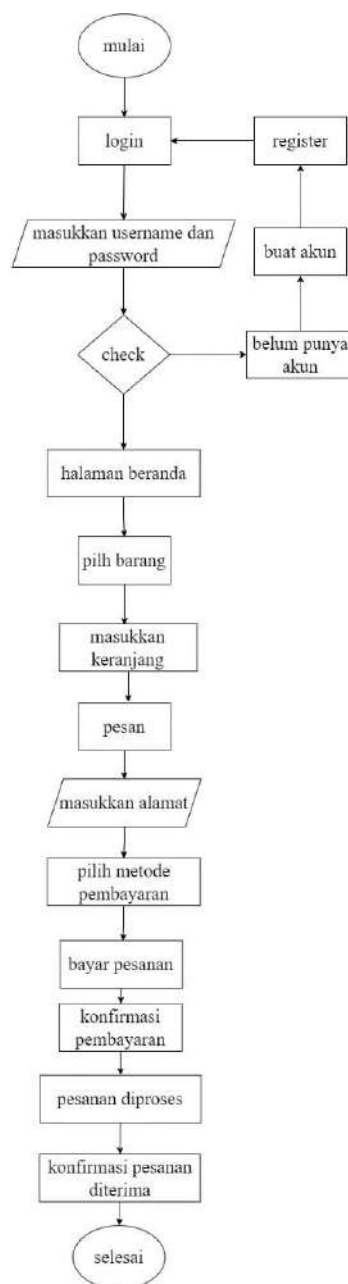 mulai
login
register
masukkan username dan
password
buat akun
check
belum punya
akun
halaman beranda
pilh barang
masukkan
keranjang
pesan
masukkan alamat
pilih metode
pembayaran
bayar pesanan
konfirmasi
pembayaran
pesanan diproses
konfirmasi pesanan
diterima
selesai